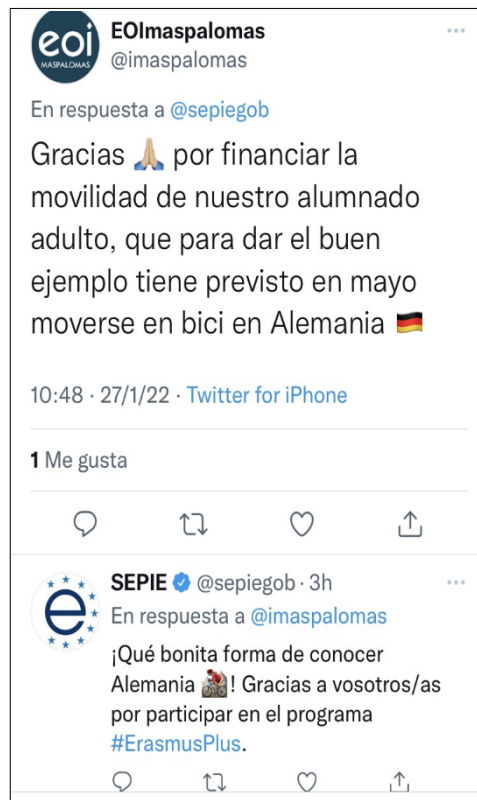 eoi
MASPALOMAS
EOImaspalomas
@imaspalomas
En respuesta a @sepiegob
Gracias 🙏🏼 por financiar la
movilidad de nuestro alumnado
adulto, que para dar el buen
ejemplo tiene previsto en mayo
moverse en bici en Alemania 🇩🇪
10:48 · 27/1/22 · Twitter for iPhone
1 Me gusta
e
SEPIE @sepiegob · 3h
En respuesta a @imaspalomas
¡Qué bonita forma de conocer
Alemania 🚵🏻! Gracias a vosotros/as
por participar en el programa
#ErasmusPlus.